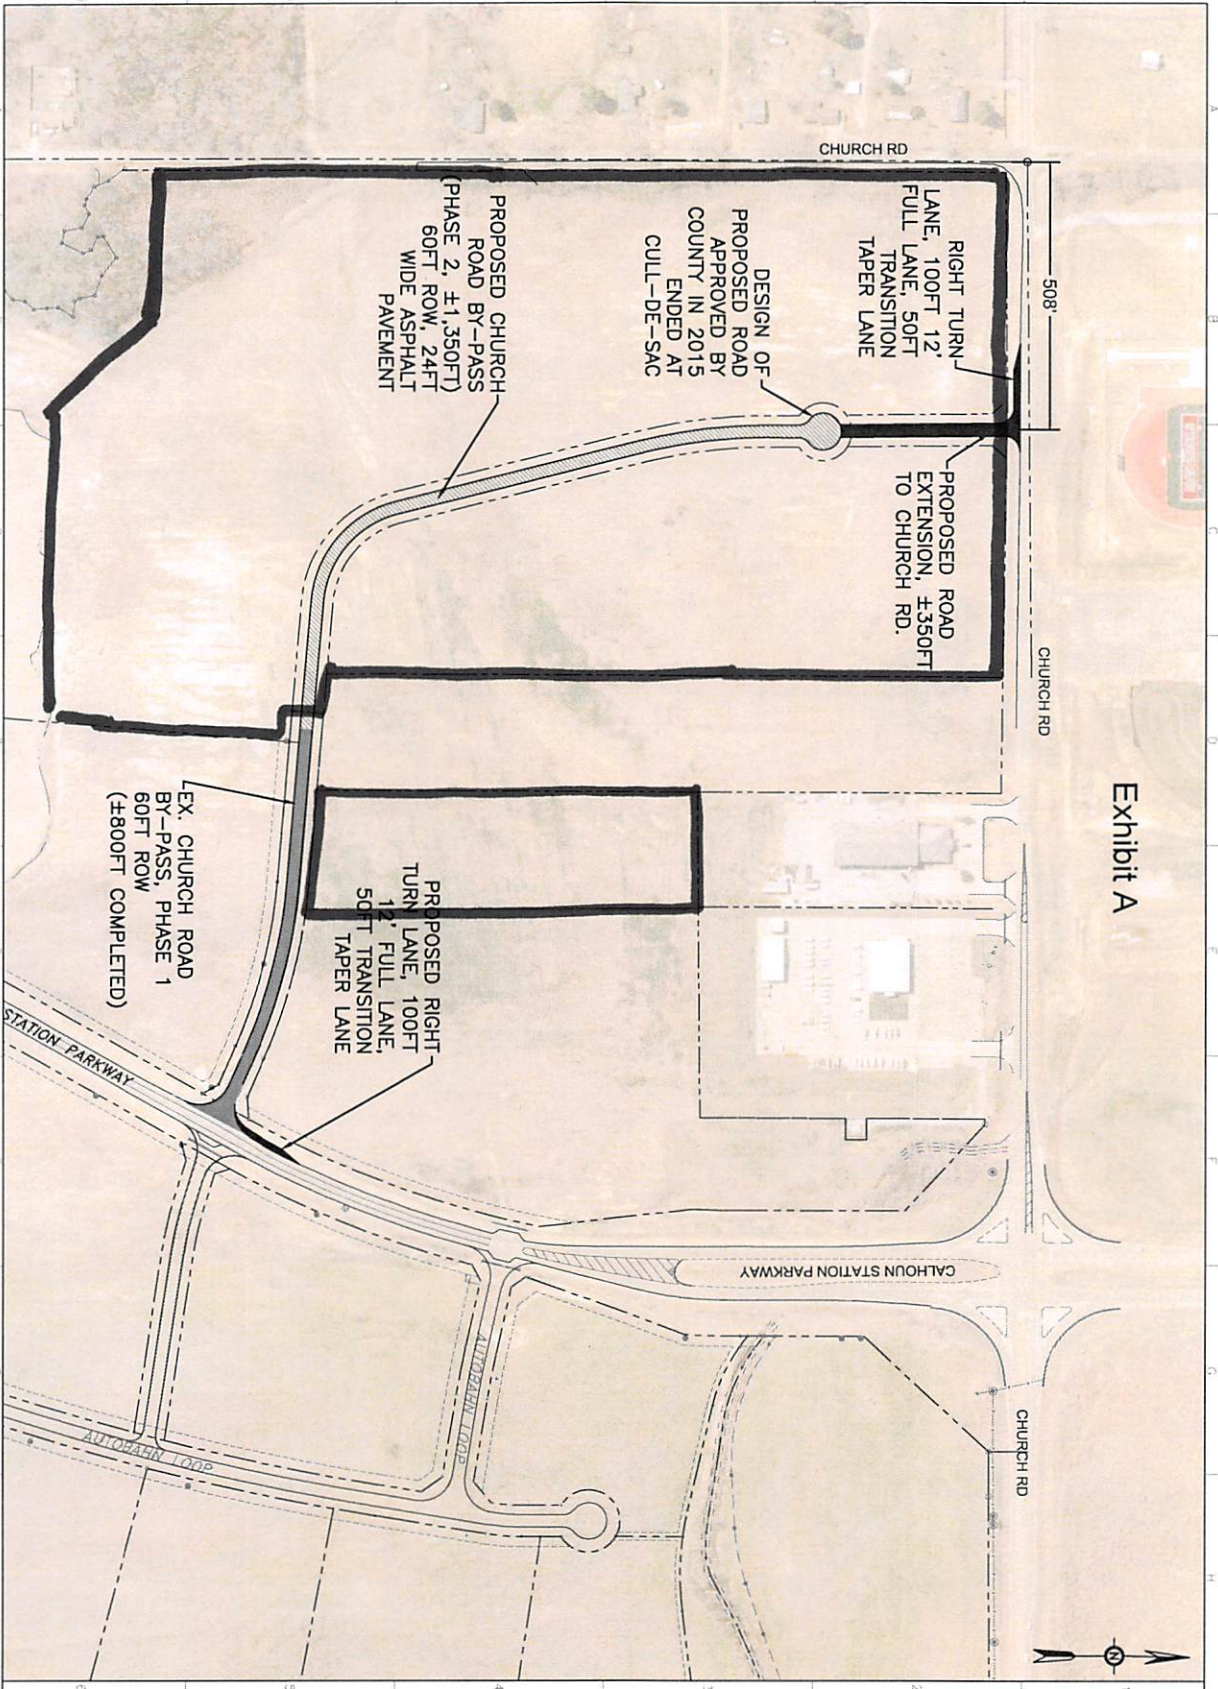 Exhibit A
CHURCH RD
508'
RIGHT TURN
LANE, 100FT 12'
FULL LANE, 50FT
TRANSITION
TAPER LANE
DESIGN OF
PROPOSED ROAD
APPROVED BY
COUNTY IN 2015
ENDED AT
CULL-DE-SAC
PROPOSED CHURCH
ROAD BY-PASS
(PHASE 2, ±1,350FT)
60FT ROW, 24FT
WIDE ASPHALT
PAVEMENT
PROPOSED ROAD
EXTENSION, ±350FT
TO CHURCH RD.
CHURCH RD
EX. CHURCH ROAD
BY-PASS, PHASE 1
60FT ROW
(±800FT COMPLETED)
PROPOSED RIGHT
TURN LANE, 100FT
12' FULL LANE,
50FT TRANSITION
TAPER LANE
STATION PARKWAY
CALHOUN STATION PARKWAY
AUTOBAHN LOOP
AUTOBAHN LOOP
CHURCH RD
N
A
B
C
D
E
F
G
H